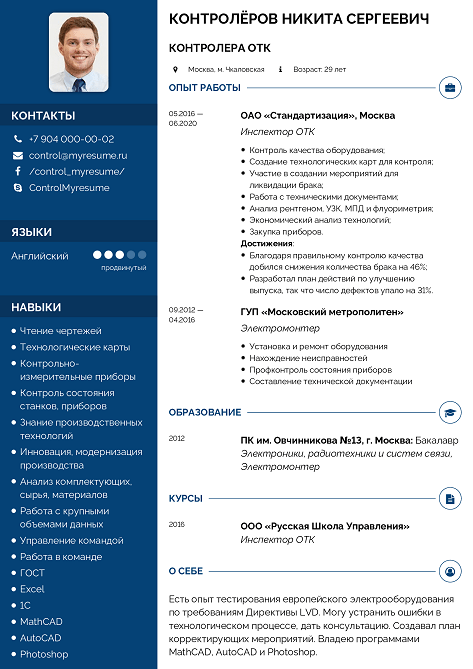 КОНТРОЛЁРОВ НИКИТА СЕРГЕЕВИЧ
КОНТРОЛЕРА ОТК
Москва, м. Чкаловская
Возраст: 29 лет
КОНТАКТЫ
+7 904 000-00-02
control@myresume.ru
/control_myresume/
ControlMyresume
ЯЗЫКИ
Английский
продвинутый
НАВЫКИ
Чтение чертежей
Технологические карты
Контрольно-
измерительные приборы
Контроль состояния
станков, приборов
Знание производственных
технологий
Инновация, модернизация
производства
Анализ комплектующих,
сырья, материалов
Работа с крупными
объемами данных
Управление командой
Работа в команде
ГОСТ
Excel
1С
MathCAD
AutoCAD
Photoshop
ОПЫТ РАБОТЫ
05.2016 —
06.2020
ОАО «Стандартизация», Москва
Инспектор ОТК
Контроль качества оборудования;
Создание технологических карт для контроля;
Участие в создании мероприятий для
ликвидации брака;
Работа с техническими документами;
Анализ рентгеном, УЗК, МПД и флуориметрия;
Экономический анализ технологий;
Закупка приборов.
Достижения:
Благодаря правильному контролю качества
добился снижения количества брака на 46%;
Разработал план действий по улучшению
выпуска, так что число дефектов упало на 31%.
09.2012 —
04.2016
ГУП «Московский метрополитен»
Электромонтер
Установка и ремонт оборудования
Нахождение неисправностей
Профконтроль состояния приборов
Составление технической документации
ОБРАЗОВАНИЕ
2012
ПК им. Овчинникова №13, г. Москва: Бакалавр
Электроники, радиотехники и систем связи,
Электромонтер
КУРСЫ
2016
ООО «Русская Школа Управления»
Инспектор ОТК
О СЕБЕ
Есть опыт тестирования европейского электрооборудования
по требованиям Директивы LVD. Могу устранить ошибки в
технологическом процессе, дать консультацию. Создавал план
корректирующих мероприятий. Владею программами
MathCAD, AutoCAD и Photoshop.